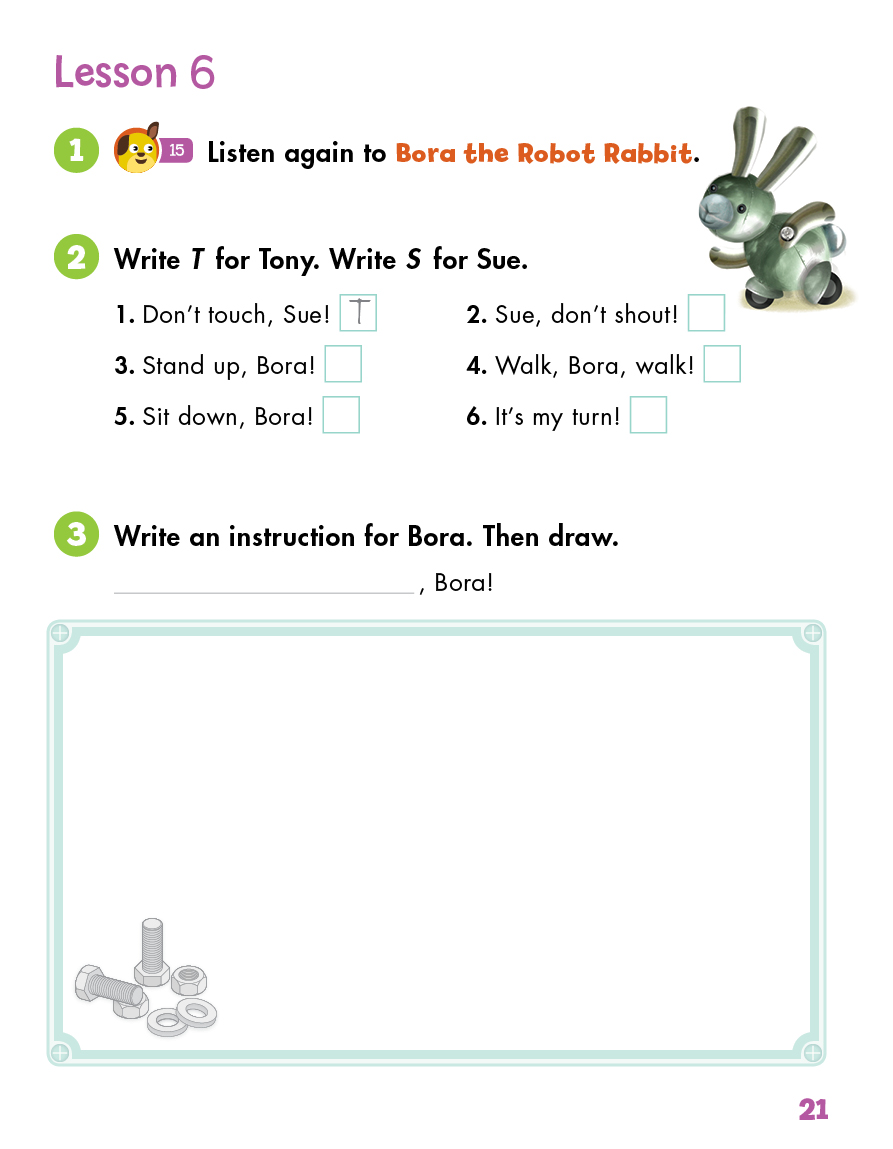 Lesson 6
1 15 Listen again to Bora the Robot Rabbit.
2 Write T for Tony. Write S for Sue.
1. Don't touch, Sue! T
2. Sue, don't shout!
3. Stand up, Bora!
4. Walk, Bora, walk!
5. Sit down, Bora!
6. It's my turn!
3 Write an instruction for Bora. Then draw.
, Bora!
21